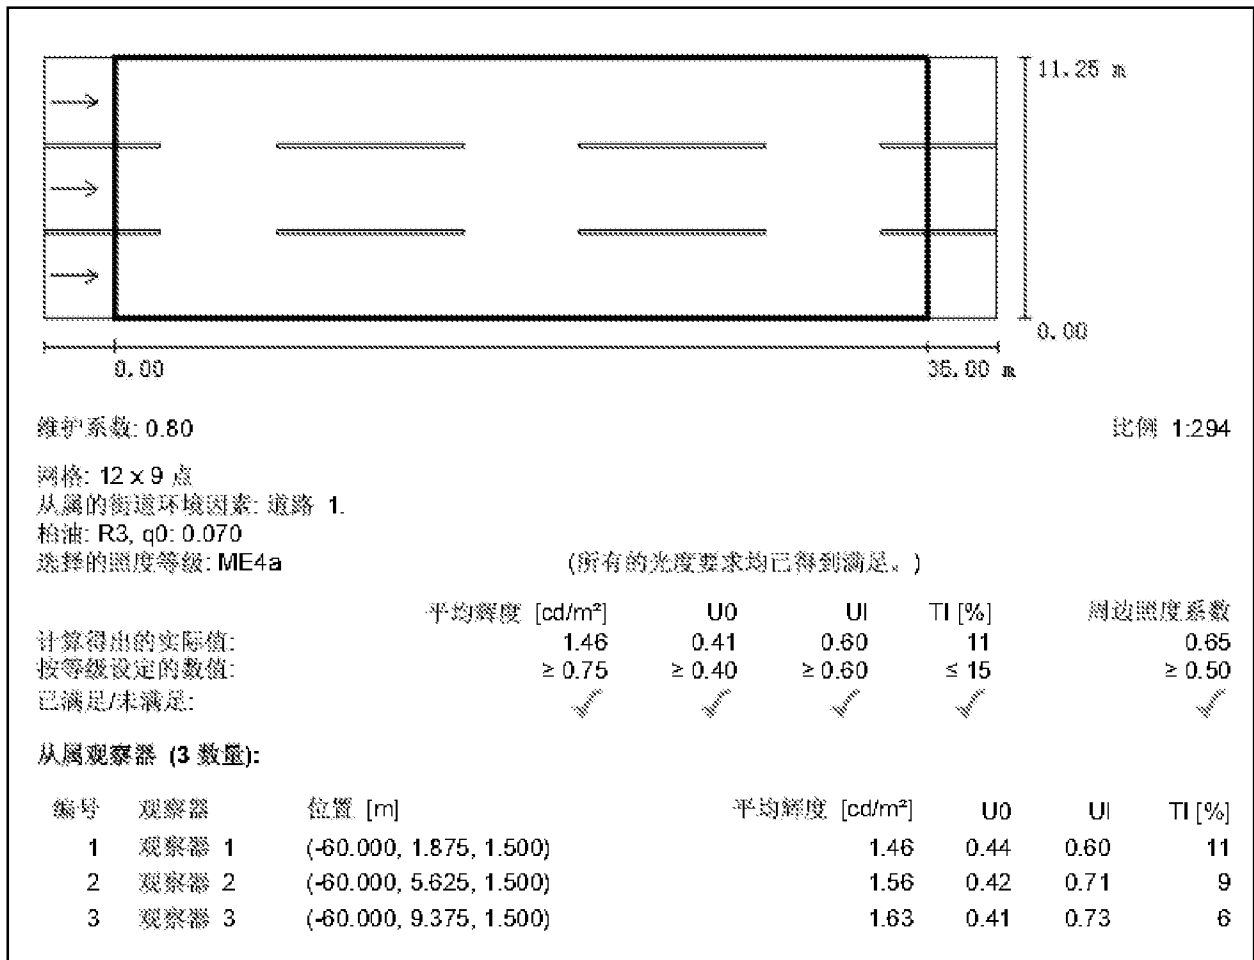 11.25 m
0.00
0.00
35.00 m
维护系数: 0.80
比例 1:294
网格: 12 x 9 点
从属的街道环境因素: 道路 1.
柏油: R3, q0: 0.070
选择的照度等级: ME4a
(所有的光度要求均已得到满足。)
平均辉度 [cd/m²] U0 UI TI [%] 周边照度系数
计算得出的实际值: 1.46 0.41 0.60 11 0.65
按等级设定的数值: ≥ 0.75 ≥ 0.40 ≥ 0.60 ≤ 15 ≥ 0.50
已满足/未满足: ✓ ✓ ✓ ✓ ✓
从属观察器 (3 数量):
编号 观察器 位置 [m] 平均辉度 [cd/m²] U0 UI TI [%]
1 观察器 1 (-60.000, 1.875, 1.500) 1.46 0.44 0.60 11
2 观察器 2 (-60.000, 5.625, 1.500) 1.56 0.42 0.71 9
3 观察器 3 (-60.000, 9.375, 1.500) 1.63 0.41 0.73 6